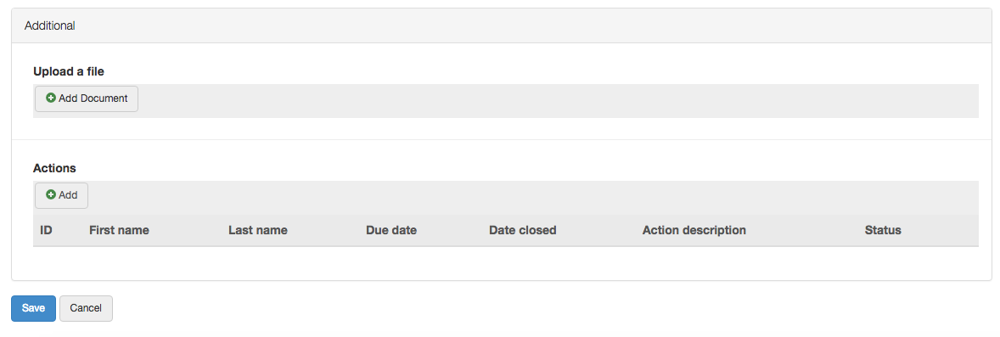 Additional
Upload a file
Add Document
Actions
Add
ID First name Last name Due date Date closed Action description Status
Save Cancel